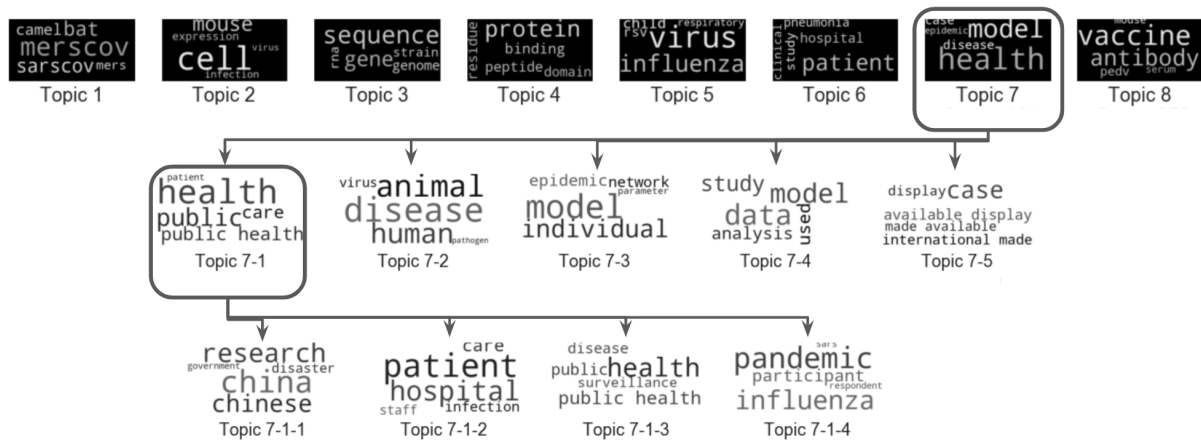 camel bat
merscov
sarscov mers
Topic 1
mouse
expression
cell virus
infection
Topic 2
sequence
rna gene strain
genome
Topic 3
residue protein
binding
peptide domain
Topic 4
child respiratory
rsv virus
influenza
Topic 5
pneumonia
clinical study hospital
patient
Topic 6
case model
epidemic
disease
health
Topic 7
mouse
vaccine
antibody
pedv serum
Topic 8
patient
health
public care
public health
Topic 7-1
virus animal
disease
human pathogen
Topic 7-2
epidemic network
parameter
model
individual
Topic 7-3
study model
data used
analysis
Topic 7-4
display case
available display
made available
international made
Topic 7-5
research
government disaster
china
chinese
Topic 7-1-1
care
patient
hospital
staff infection
Topic 7-1-2
disease
public health
surveillance
public health
Topic 7-1-3
sars
pandemic
participant
respondent
influenza
Topic 7-1-4